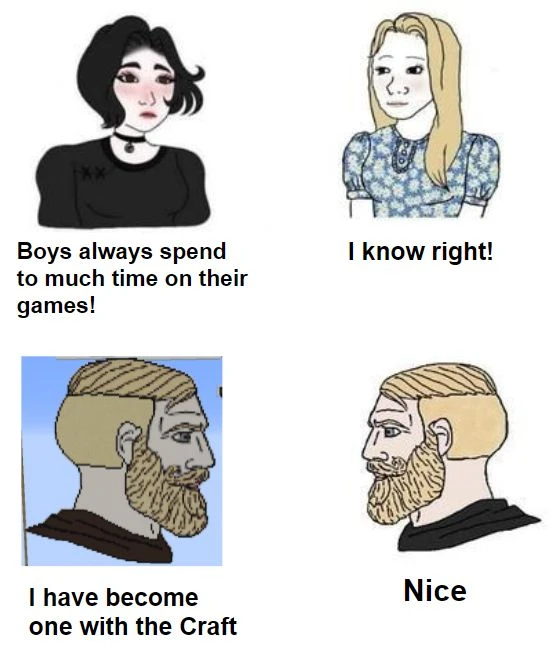 Boys always spend
to much time on their
games!
I know right!
I have become
one with the Craft
Nice